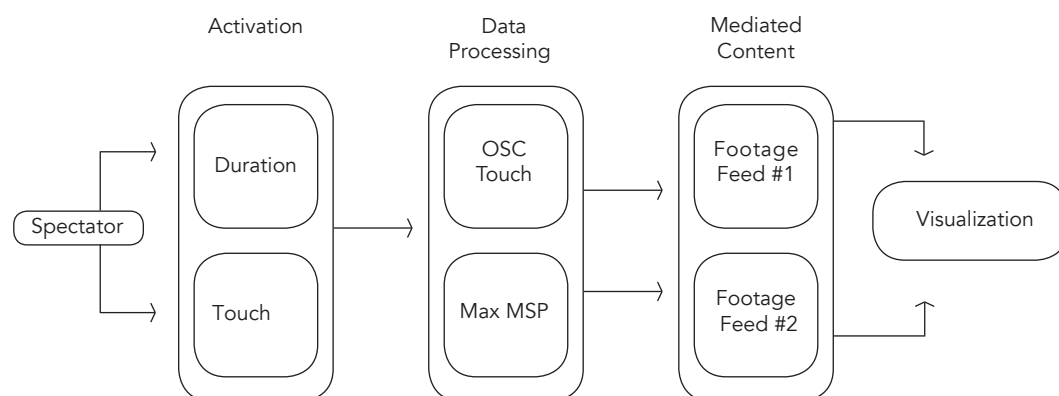 Activation
Data
Processing
Mediated
Content
Spectator
Duration
Touch
OSC
Touch
Max MSP
Footage
Feed #1
Footage
Feed #2
Visualization